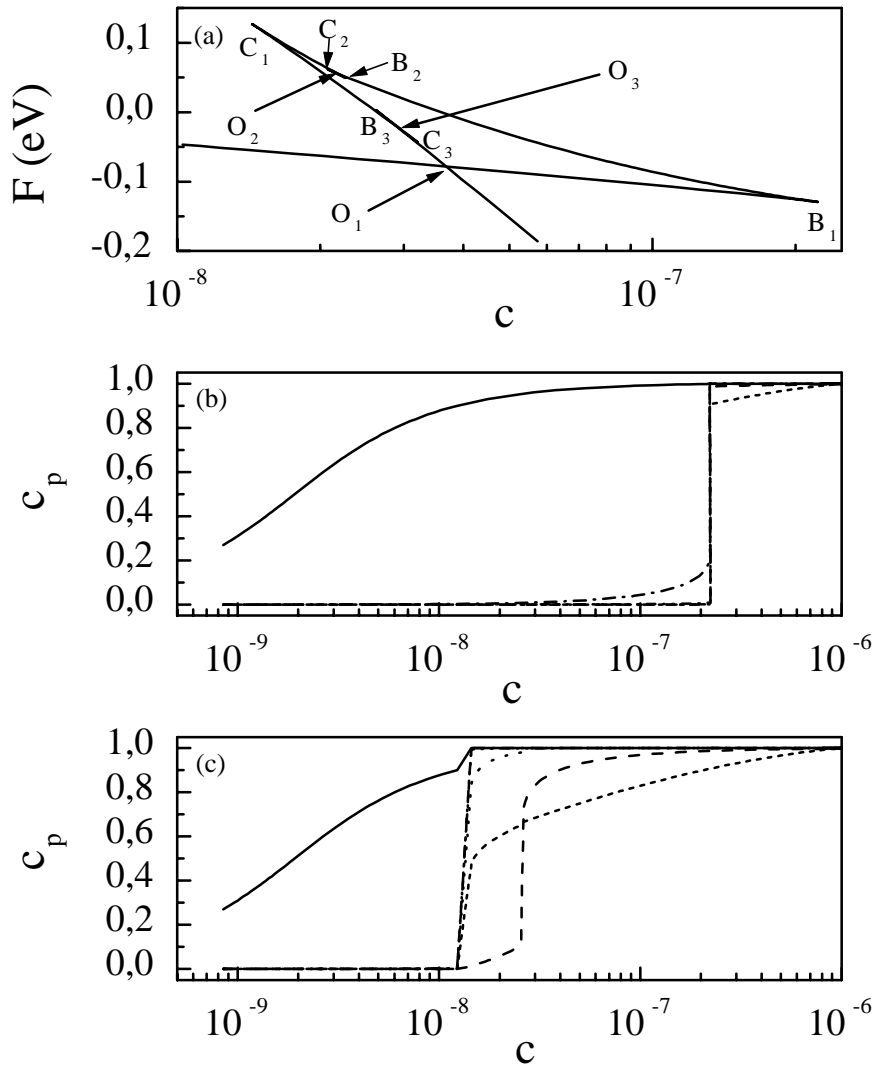 (a)
F (eV)
0,1
0,0
-0,1
-0,2
C₁
C₂
B₂
O₃
O₂
B₃
C₃
O₁
B₁
10⁻⁸
10⁻⁷
c
(b)
c_p
1,0
0,8
0,6
0,4
0,2
0,0
10⁻⁹
10⁻⁸
10⁻⁷
10⁻⁶
c
(c)
c_p
1,0
0,8
0,6
0,4
0,2
0,0
10⁻⁹
10⁻⁸
10⁻⁷
10⁻⁶
c